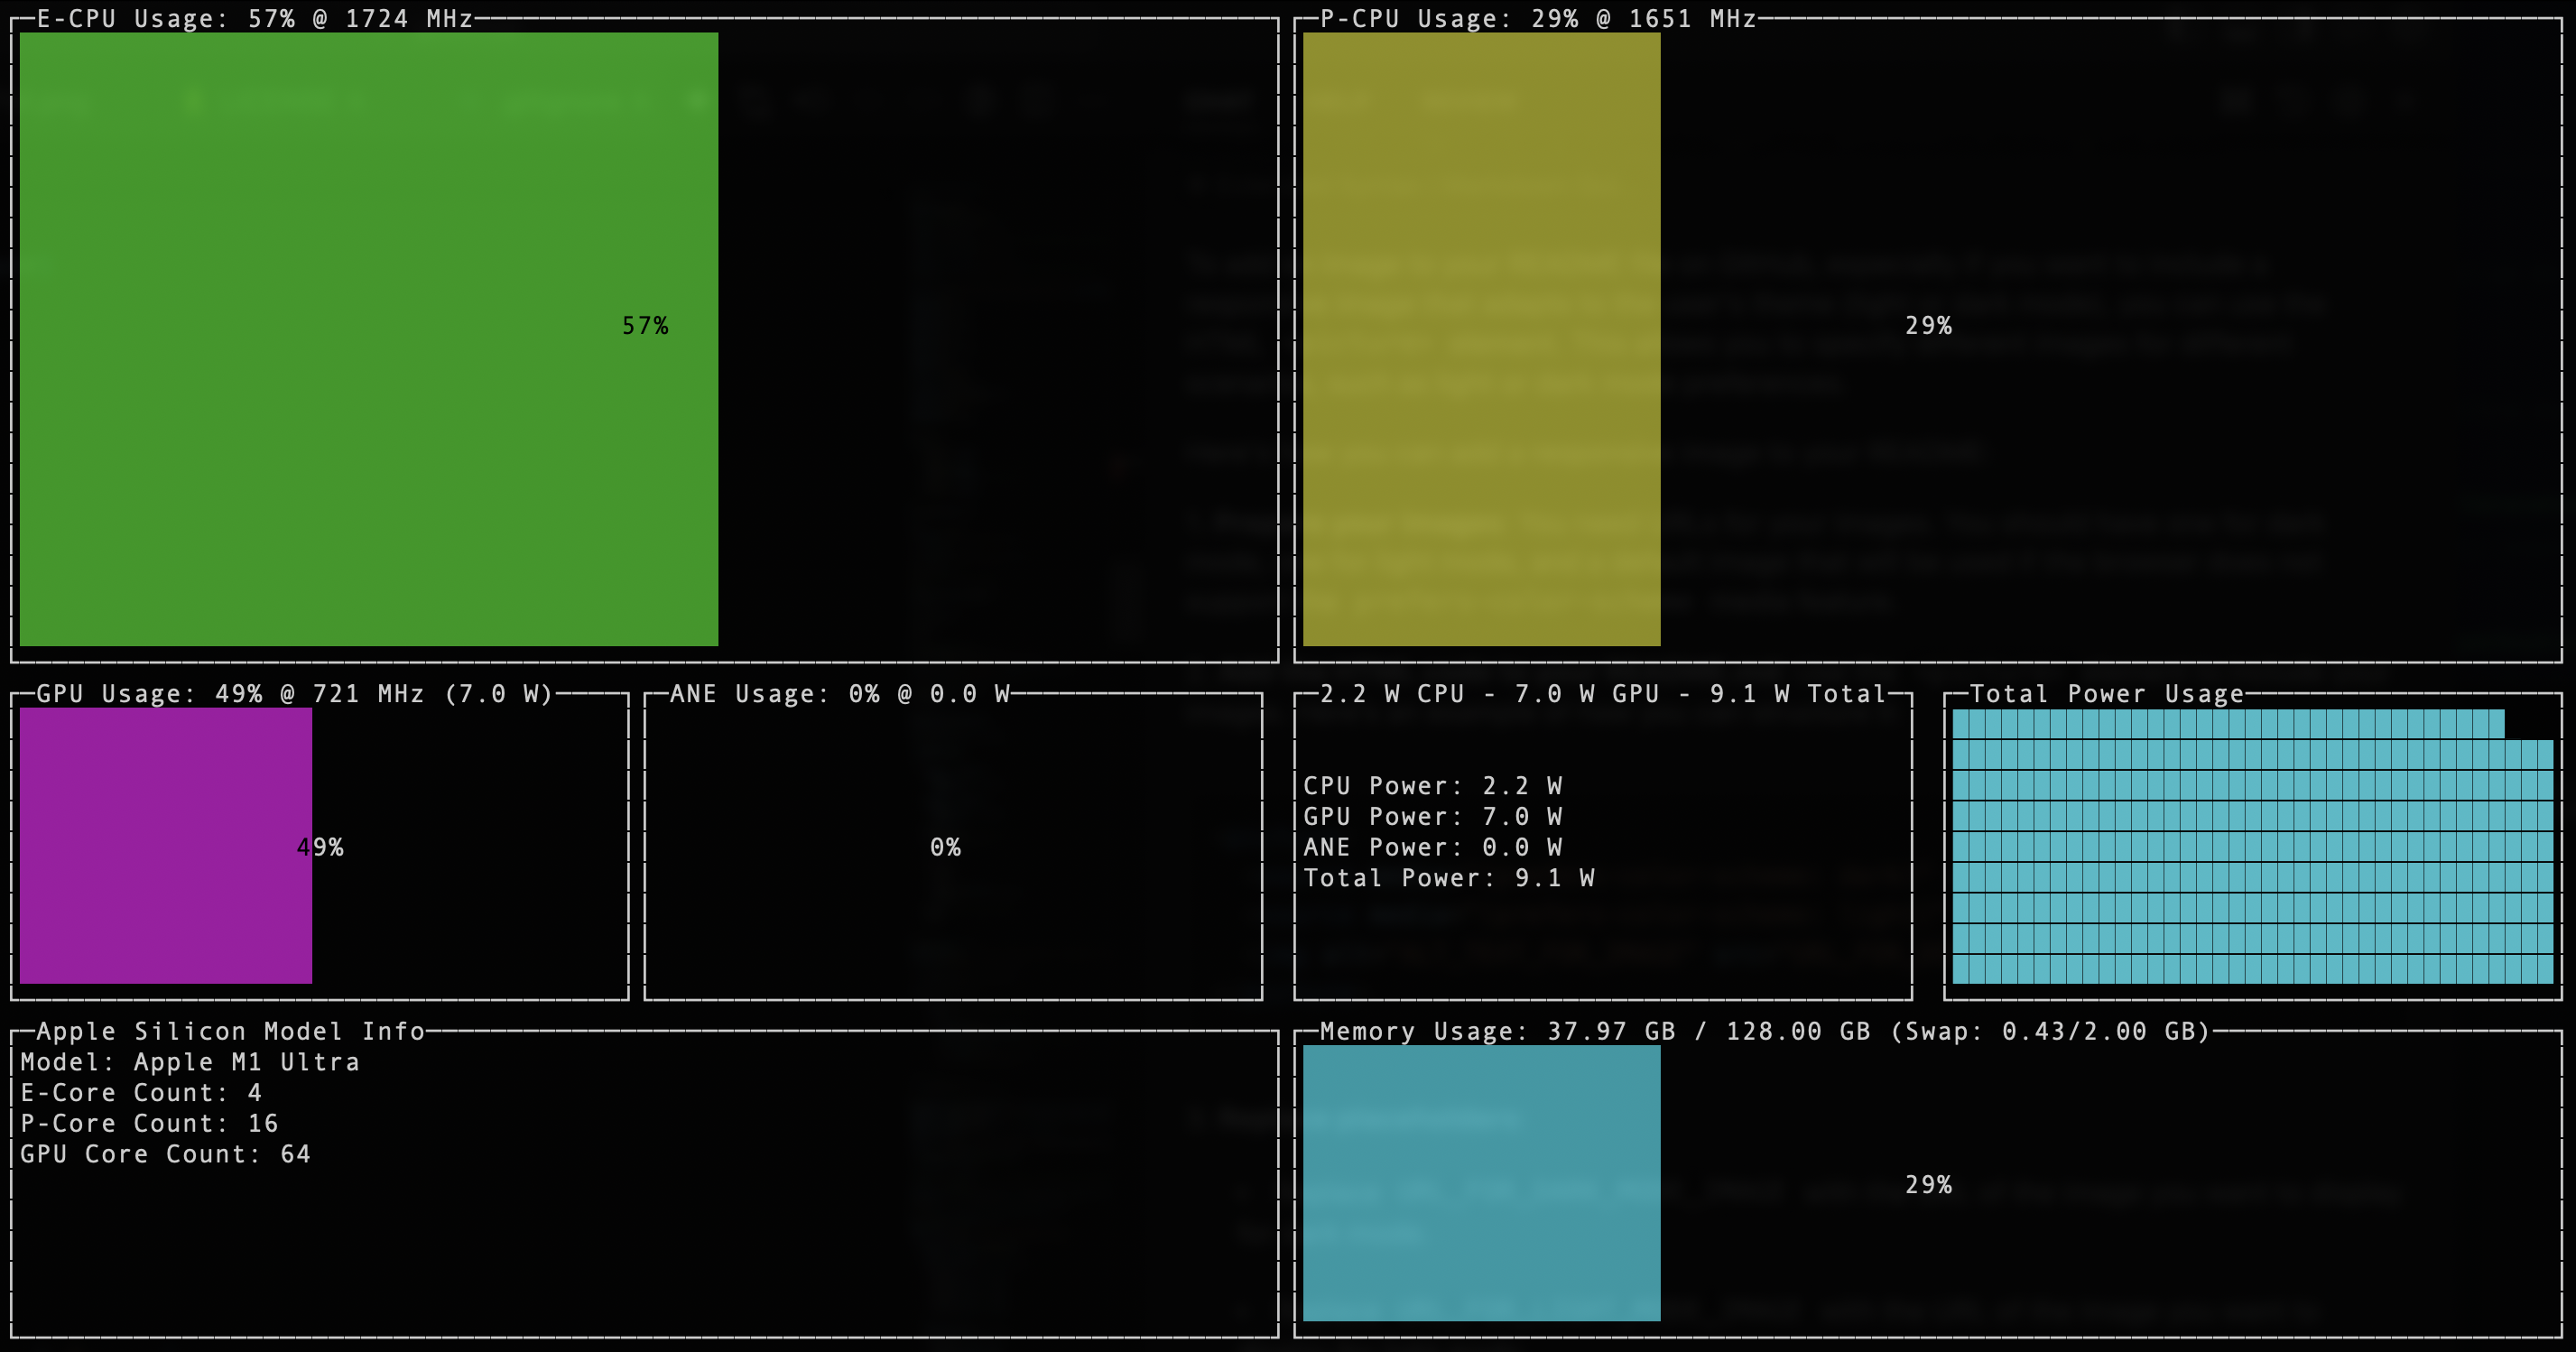 E-CPU Usage: 57% @ 1724 MHz
57%
P-CPU Usage: 29% @ 1651 MHz
29%
GPU Usage: 49% @ 721 MHz (7.0 W)
49%
ANE Usage: 0% @ 0.0 W
0%
2.2 W CPU - 7.0 W GPU - 9.1 W Total
CPU Power: 2.2 W
GPU Power: 7.0 W
ANE Power: 0.0 W
Total Power: 9.1 W
Total Power Usage
Apple Silicon Model Info
Model: Apple M1 Ultra
E-Core Count: 4
P-Core Count: 16
GPU Core Count: 64
Memory Usage: 37.97 GB / 128.00 GB (Swap: 0.43/2.00 GB)
29%